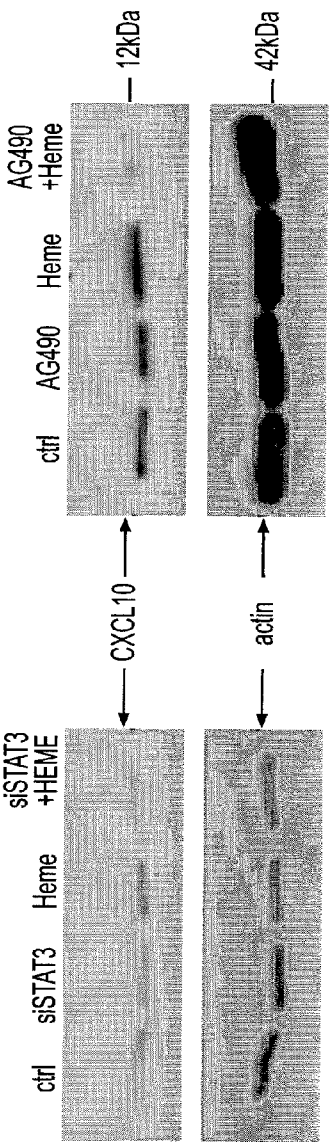 ctrl siSTAT3 Heme siSTAT3
+HEME
CXCL10
actin
ctrl AG490 Heme AG490
+Heme
12kDa
42kDa